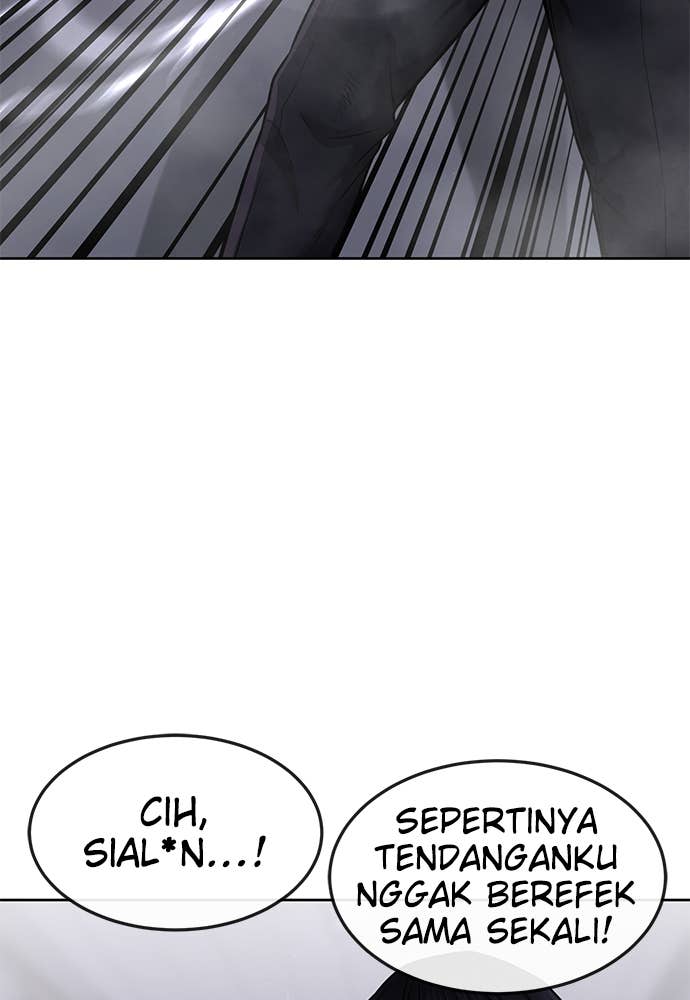 CIH,
SIAL*N...!
SEPERTINYA
TENDANGANKU
NGGAK BEREFEK
SAMA SEKALI!